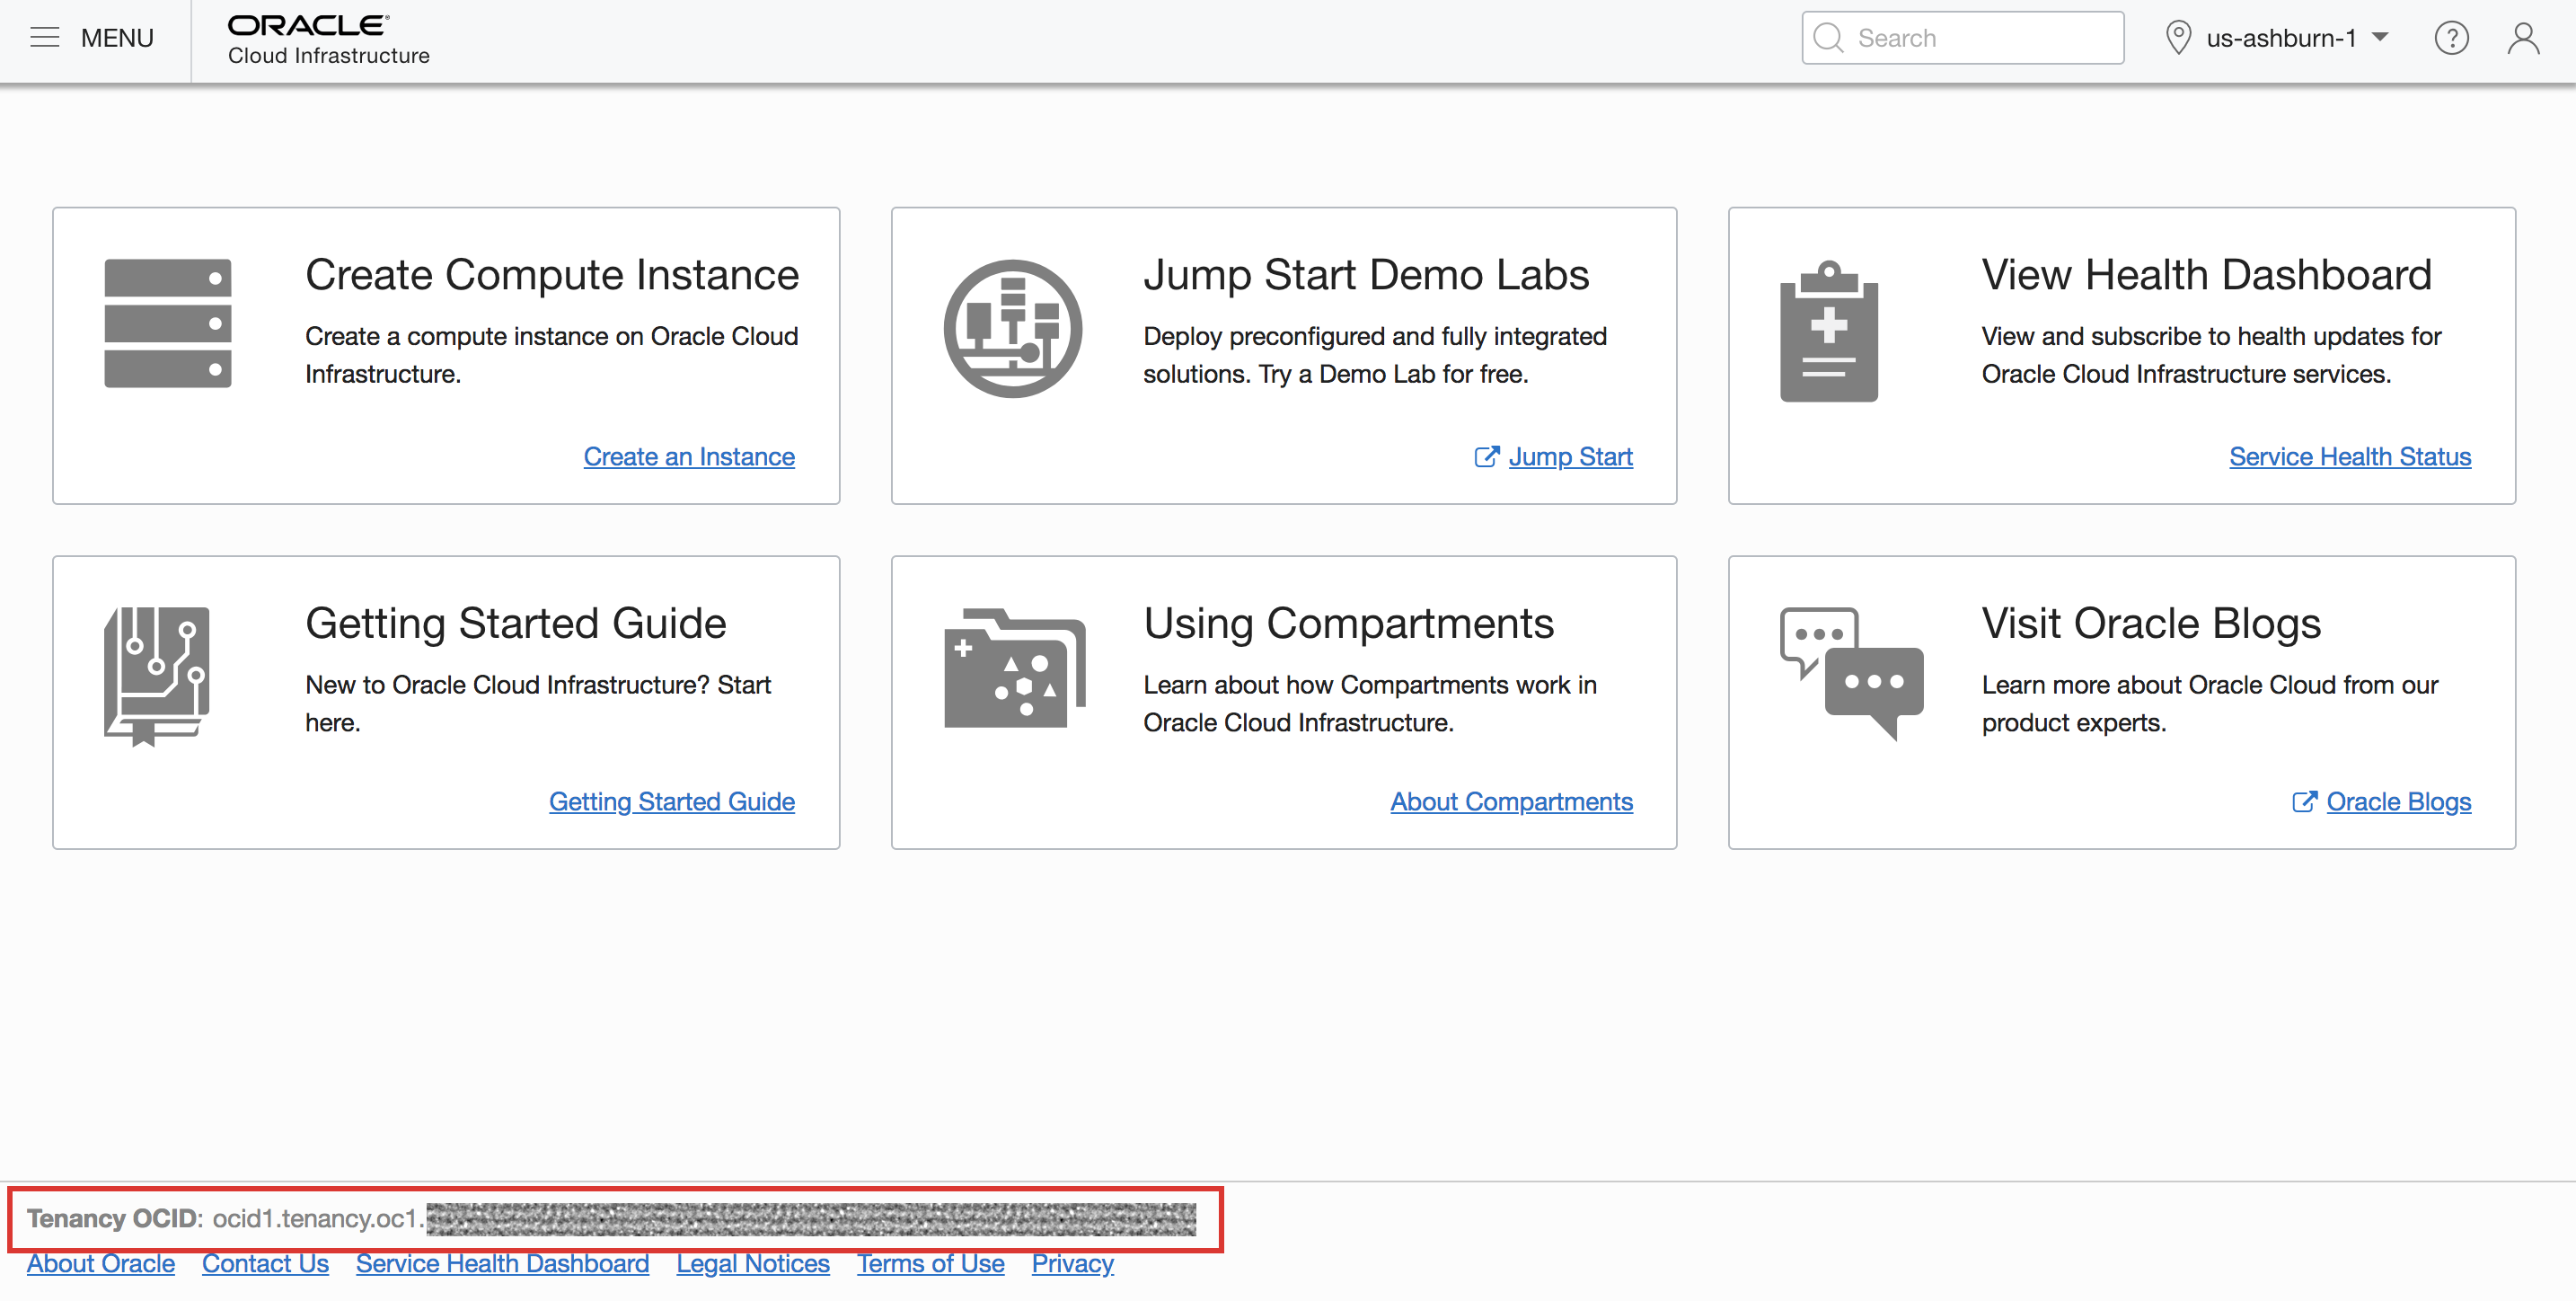 MENU
ORACLE®
Cloud Infrastructure
Search
us-ashburn-1
?
Create Compute Instance
Create a compute instance on Oracle Cloud
Infrastructure.
Create an Instance
Jump Start Demo Labs
Deploy preconfigured and fully integrated
solutions. Try a Demo Lab for free.
Jump Start
View Health Dashboard
View and subscribe to health updates for
Oracle Cloud Infrastructure services.
Service Health Status
Getting Started Guide
New to Oracle Cloud Infrastructure? Start
here.
Getting Started Guide
Using Compartments
Learn about how Compartments work in
Oracle Cloud Infrastructure.
About Compartments
Visit Oracle Blogs
Learn more about Oracle Cloud from our
product experts.
Oracle Blogs
Tenancy OCID: ocid1.tenancy.oc1.
About Oracle Contact Us Service Health Dashboard Legal Notices Terms of Use Privacy